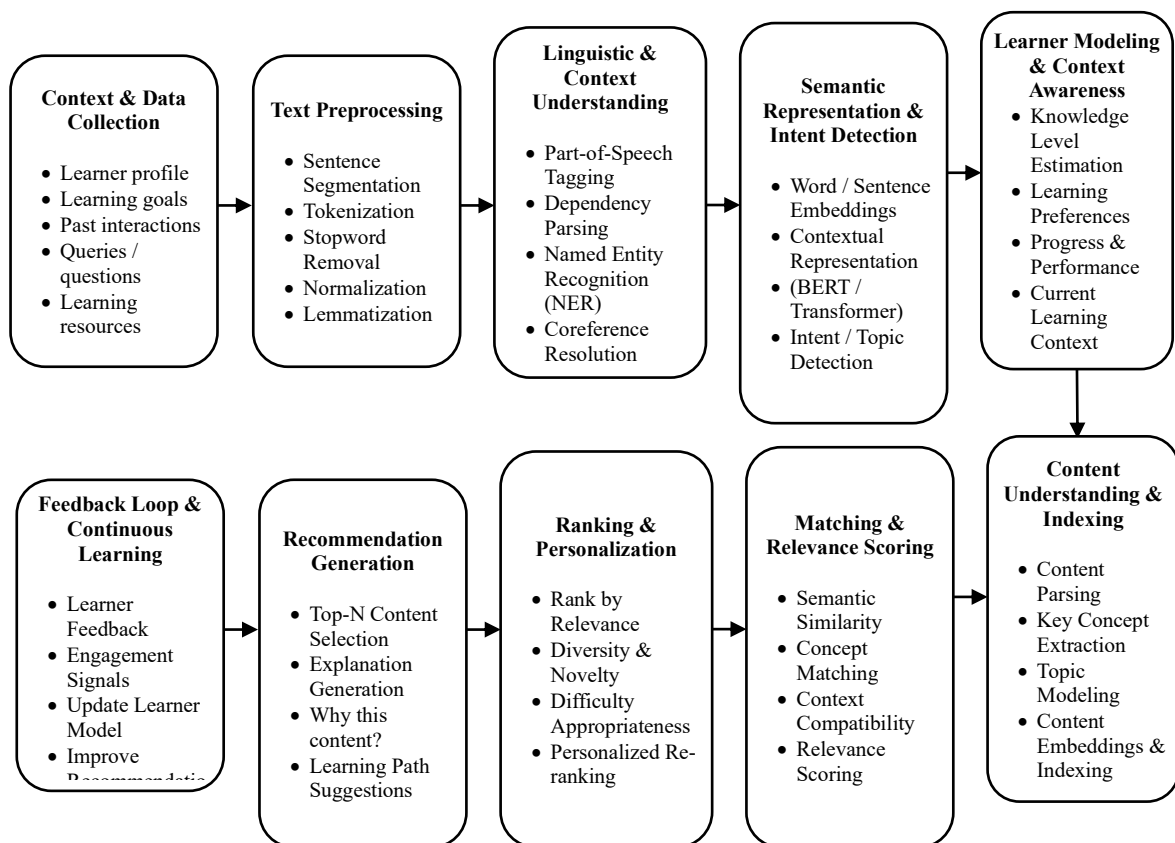 Context & Data
Collection
• Learner profile
• Learning goals
• Past interactions
• Queries /
questions
• Learning
resources
Text Preprocessing
• Sentence
Segmentation
• Tokenization
• Stopword
Removal
• Normalization
• Lemmatization
Linguistic &
Context
Understanding
• Part-of-Speech
Tagging
• Dependency
Parsing
• Named Entity
Recognition
(NER)
• Coreference
Resolution
Semantic
Representation &
Intent Detection
• Word / Sentence
Embeddings
• Contextual
Representation
• (BERT /
Transformer)
• Intent / Topic
Detection
Learner Modeling
& Context
Awareness
• Knowledge
Level
Estimation
• Learning
Preferences
• Progress &
Performance
• Current
Learning
Context
Feedback Loop &
Continuous
Learning
• Learner
Feedback
• Engagement
Signals
• Update Learner
Model
• Improve
Recommendation
Generation
• Top-N Content
Selection
• Explanation
Generation
• Why this
content?
• Learning Path
Suggestions
Ranking &
Personalization
• Rank by
Relevance
• Diversity &
Novelty
• Difficulty
Appropriateness
• Personalized Re-
ranking
Matching &
Relevance Scoring
• Semantic
Similarity
• Concept
Matching
• Context
Compatibility
• Relevance
Scoring
Content
Understanding &
Indexing
• Content
Parsing
• Key Concept
Extraction
• Topic
Modeling
• Content
Embeddings &
Indexing